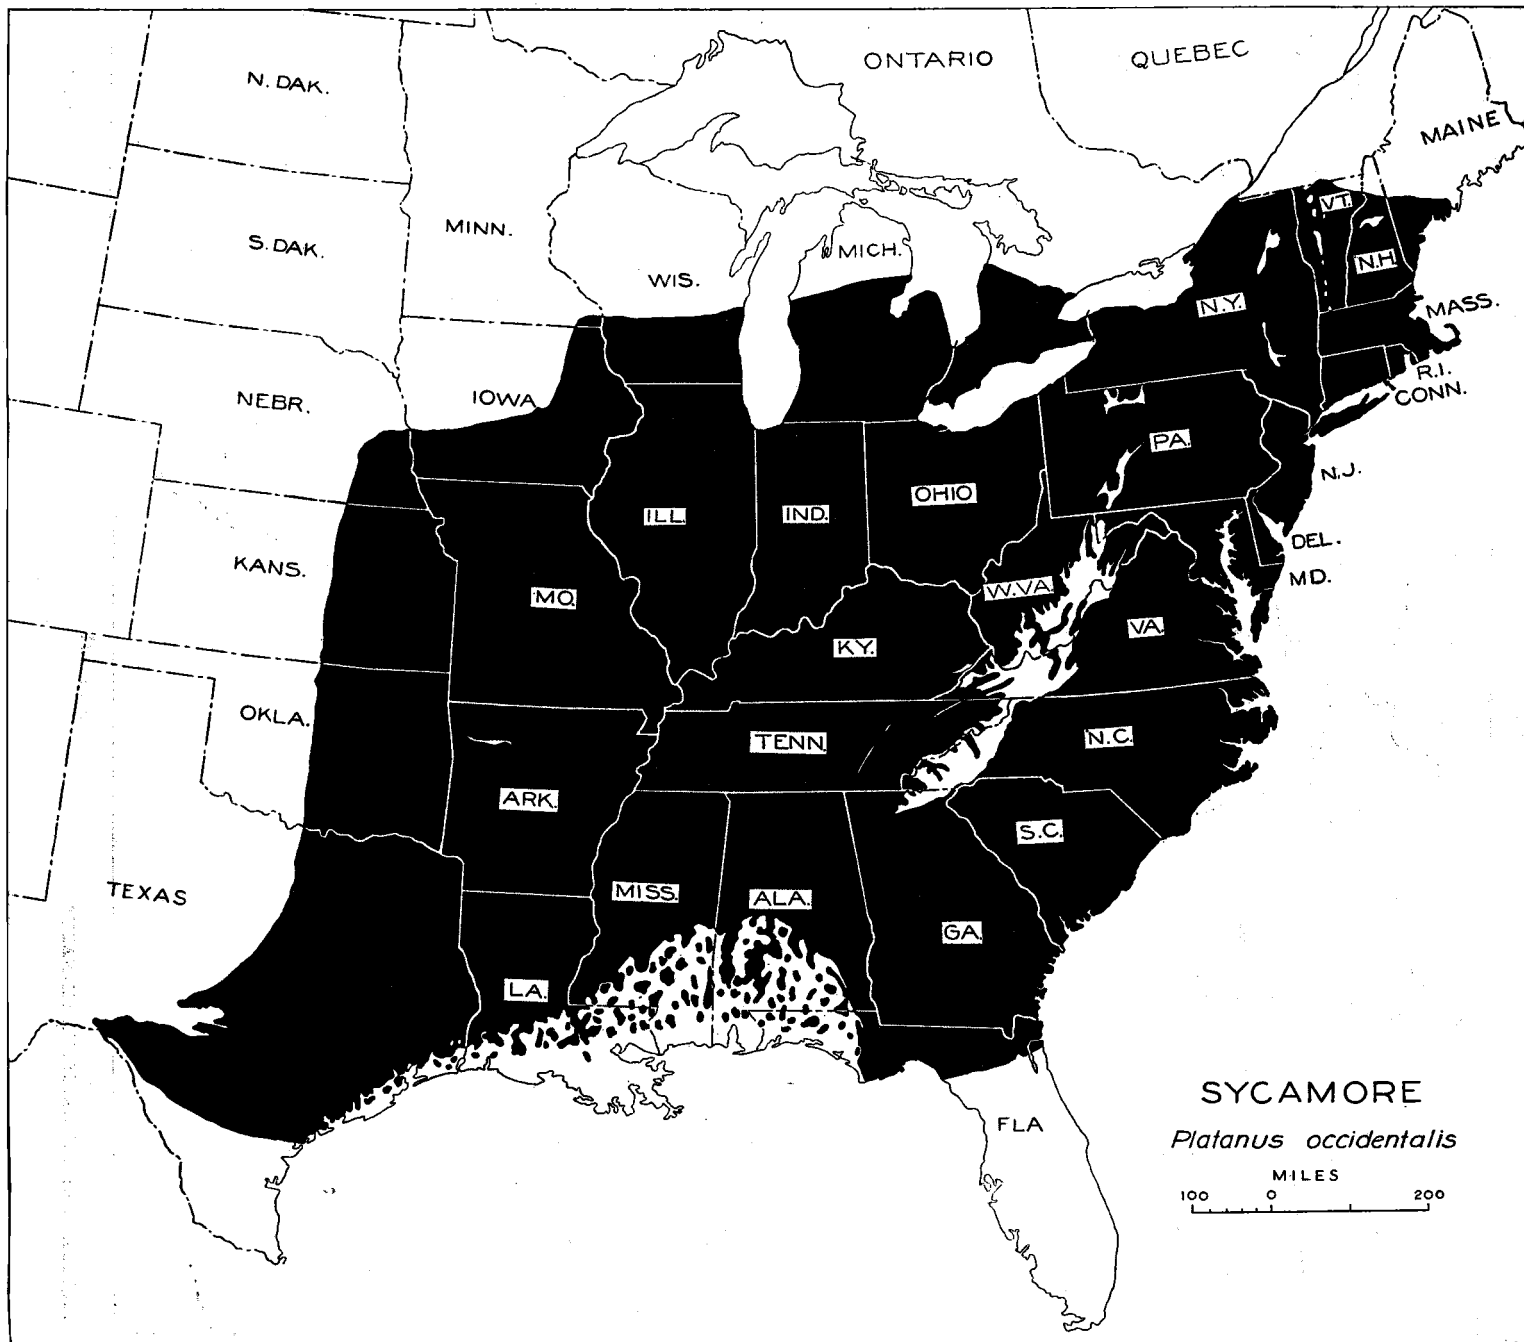 ONTARIO
QUEBEC
N. DAK.
MAINE
VT.
S. DAK.
MINN.
WIS.
MICH.
N.H.
N.Y.
MASS.
R.I.
CONN.
NEBR.
IOWA
PA.
N.J.
ILL.
IND.
OHIO
DEL.
MD.
KANS.
MO.
W.VA.
VA.
KY.
OKLA.
TENN.
N.C.
ARK.
S.C.
TEXAS
MISS.
ALA.
GA.
LA.
FLA
SYCAMORE
Platanus occidentalis
MILES
100 0 200